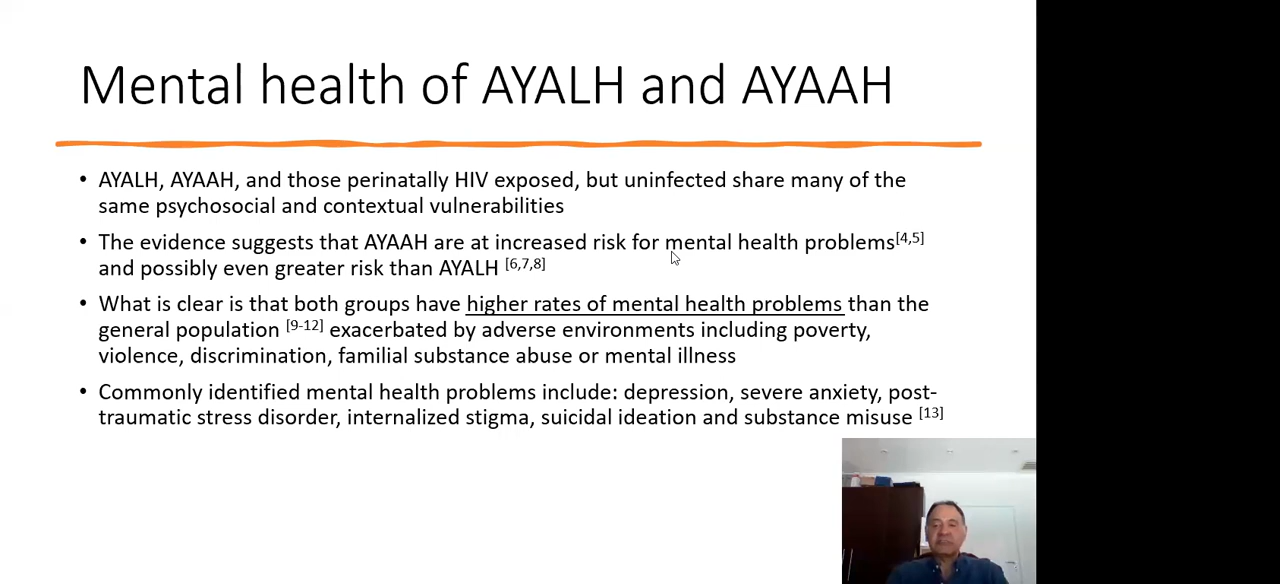 Mental health of AYALH and AYAAH
• AYALH, AYAAH, and those perinatally HIV exposed, but uninfected share many of the
same psychosocial and contextual vulnerabilities
• The evidence suggests that AYAAH are at increased risk for mental health problems[4,5]
and possibly even greater risk than AYALH [6,7,8]
• What is clear is that both groups have higher rates of mental health problems than the
general population [9-12] exacerbated by adverse environments including poverty,
violence, discrimination, familial substance abuse or mental illness
• Commonly identified mental health problems include: depression, severe anxiety, post-
traumatic stress disorder, internalized stigma, suicidal ideation and substance misuse [13]